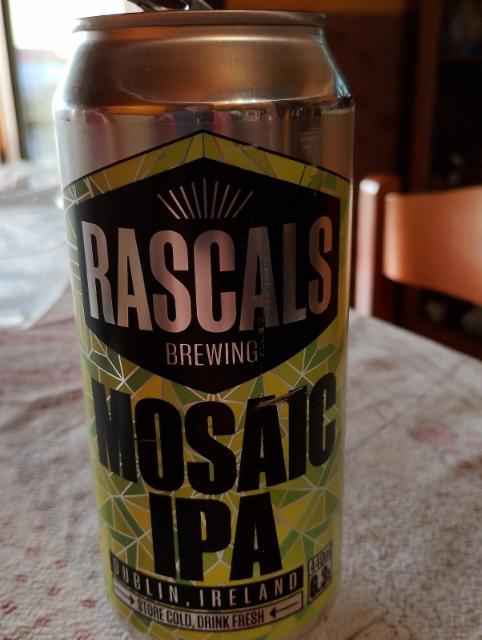 RASCALS
BREWING
MOSAIC
IPA
DUBLIN, IRELAND
STORE COLD, DRINK FRESH